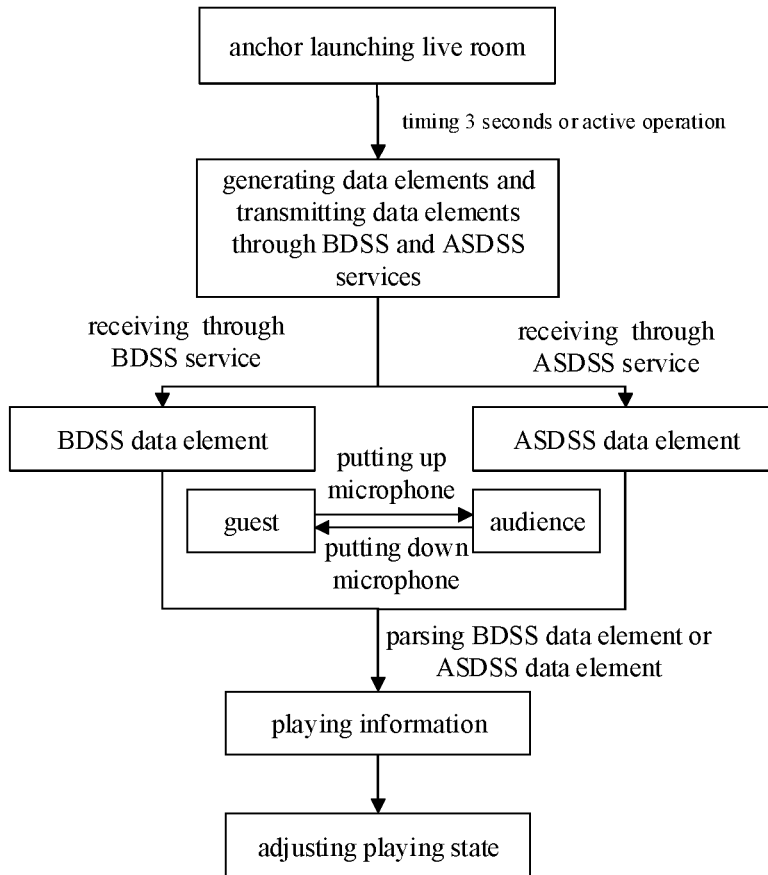 anchor launching live room
timing 3 seconds or active operation
generating data elements and
transmitting data elements
through BDSS and ASDSS
services
receiving through
BDSS service
receiving through
ASDSS service
BDSS data element
ASDSS data element
putting up
microphone
guest
audience
putting down
microphone
parsing BDSS data element or
ASDSS data element
playing information
adjusting playing state